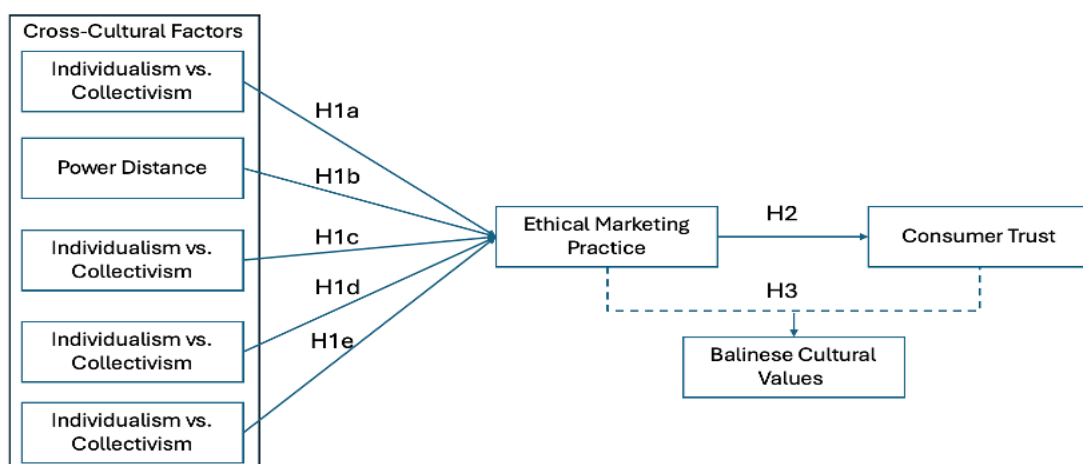 Cross-Cultural Factors
Individualism vs.
Collectivism
H1a
Power Distance
H1b
Individualism vs.
Collectivism
H1c
Individualism vs.
Collectivism
H1d
Individualism vs.
Collectivism
H1e
Ethical Marketing
Practice
H2
Consumer Trust
H3
Balinese Cultural
Values